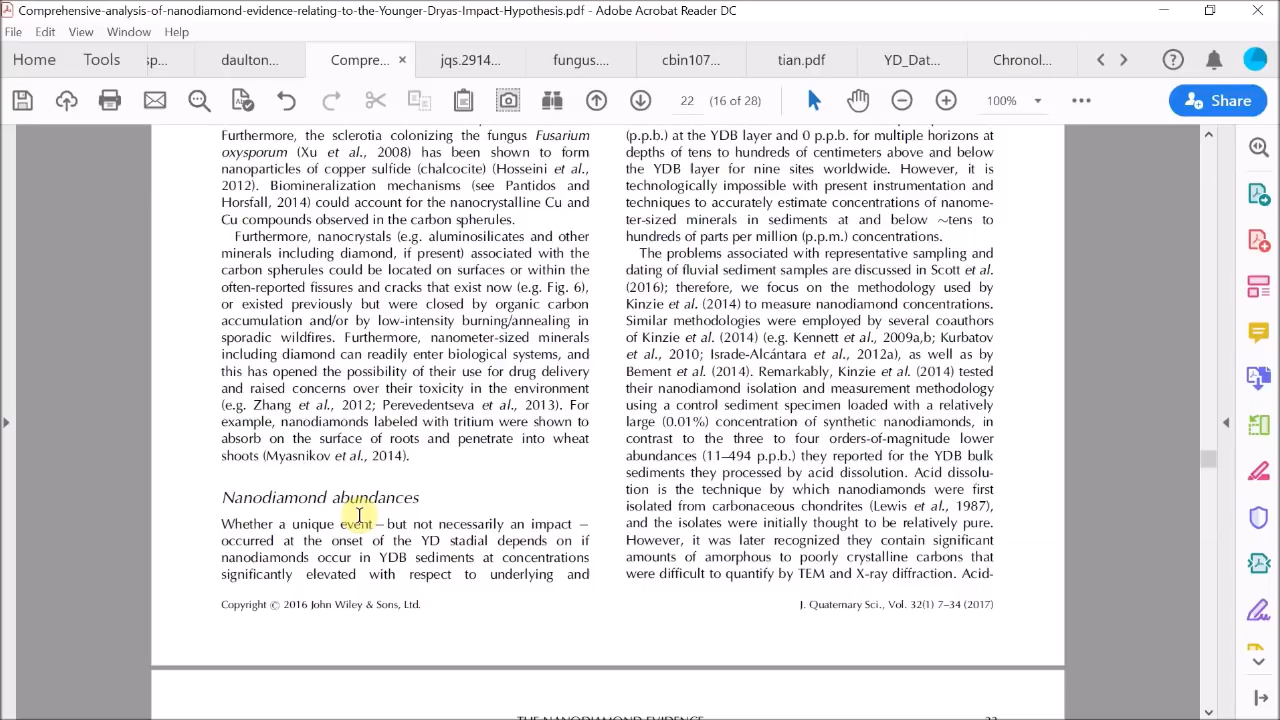 Comprehensive-analysis-of-nanodiamond-evidence-relating-to-the-Younger-Dryas-Impact-Hypothesis.pdf - Adobe Acrobat Reader DC
File Edit View Window Help
Home Tools sp... daulton.... Compre... × jqs.2914... fungus.... cbin107... tian.pdf YD_Dat... Chronol...
22 (16 of 28) 100% Share
Furthermore, the sclerotia colonizing the fungus Fusarium
oxysporum (Xu et al., 2008) has been shown to form
nanoparticles of copper sulfide (chalcocite) (Hosseini et al.,
2012). Biomineralization mechanisms (see Pantidos and
Horsfall, 2014) could account for the nanocrystalline Cu and
Cu compounds observed in the carbon spherules.
Furthermore, nanocrystals (e.g. aluminosilicates and other
minerals including diamond, if present) associated with the
carbon spherules could be located on surfaces or within the
often-reported fissures and cracks that exist now (e.g. Fig. 6),
or existed previously but were closed by organic carbon
accumulation and/or by low-intensity burning/annealing in
sporadic wildfires. Furthermore, nanometer-sized minerals
including diamond can readily enter biological systems, and
this has opened the possibility of their use for drug delivery
and raised concerns over their toxicity in the environment
(e.g. Zhang et al., 2012; Perevedentseva et al., 2013). For
example, nanodiamonds labeled with tritium were shown to
absorb on the surface of roots and penetrate into wheat
shoots (Myasnikov et al., 2014).
Nanodiamond abundances
Whether a unique event – but not necessarily an impact –
occurred at the onset of the YD stadial depends on if
nanodiamonds occur in YDB sediments at concentrations
significantly elevated with respect to underlying and
(p.p.b.) at the YDB layer and 0 p.p.b. for multiple horizons at
depths of tens to hundreds of centimeters above and below
the YDB layer for nine sites worldwide. However, it is
technologically impossible with present instrumentation and
techniques to accurately estimate concentrations of nanome-
ter-sized minerals in sediments at and below ~tens to
hundreds of parts per million (p.p.m.) concentrations.
The problems associated with representative sampling and
dating of fluvial sediment samples are discussed in Scott et al.
(2016); therefore, we focus on the methodology used by
Kinzie et al. (2014) to measure nanodiamond concentrations.
Similar methodologies were employed by several coauthors
of Kinzie et al. (2014) (e.g. Kennett et al., 2009a,b; Kurbatov
et al., 2010; Israde-Alcántara et al., 2012a), as well as by
Bement et al. (2014). Remarkably, Kinzie et al. (2014) tested
their nanodiamond isolation and measurement methodology
using a control sediment specimen loaded with a relatively
large (0.01%) concentration of synthetic nanodiamonds, in
contrast to the three to four orders-of-magnitude lower
abundances (11–494 p.p.b.) they reported for the YDB bulk
sediments they processed by acid dissolution. Acid dissolu-
tion is the technique by which nanodiamonds were first
isolated from carbonaceous chondrites (Lewis et al., 1987),
and the isolates were initially thought to be relatively pure.
However, it was later recognized they contain significant
amounts of amorphous to poorly crystalline carbons that
were difficult to quantify by TEM and X-ray diffraction. Acid-
Copyright © 2016 John Wiley & Sons, Ltd.
J. Quaternary Sci., Vol. 32(1) 7–34 (2017)
THE NANODIAMOND EVIDENCE